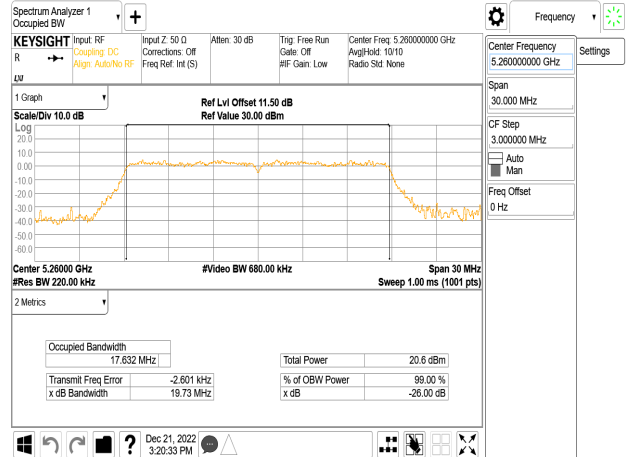 Spectrum Analyzer 1
Occupied BW
Frequency
KEYSIGHT
R
Input: RF
Coupling: DC
Align: Auto/No RF
Input Z: 50 Ω
Corrections: Off
Freq Ref: Int (S)
Atten: 30 dB
Trig: Free Run
Gate: Off
#IF Gain: Low
Center Freq: 5.260000000 GHz
Avg|Hold: 10/10
Radio Std: None
Center Frequency
5.260000000 GHz
Settings
Span
30.000 MHz
CF Step
3.000000 MHz
Auto
Man
Freq Offset
0 Hz
1 Graph
Scale/Div 10.0 dB
Ref Lvl Offset 11.50 dB
Ref Value 30.00 dBm
Log
20.0
10.0
0.00
-10.0
-20.0
-30.0
-40.0
-50.0
-60.0
Center 5.26000 GHz
#Video BW 680.00 kHz
Span 30 MHz
#Res BW 220.00 kHz
Sweep 1.00 ms (1001 pts)
2 Metrics
Occupied Bandwidth
17.632 MHz
Total Power
20.6 dBm
Transmit Freq Error
-2.601 kHz
% of OBW Power
99.00 %
x dB Bandwidth
19.73 MHz
x dB
-26.00 dB
?
Dec 21, 2022
3:20:33 PM